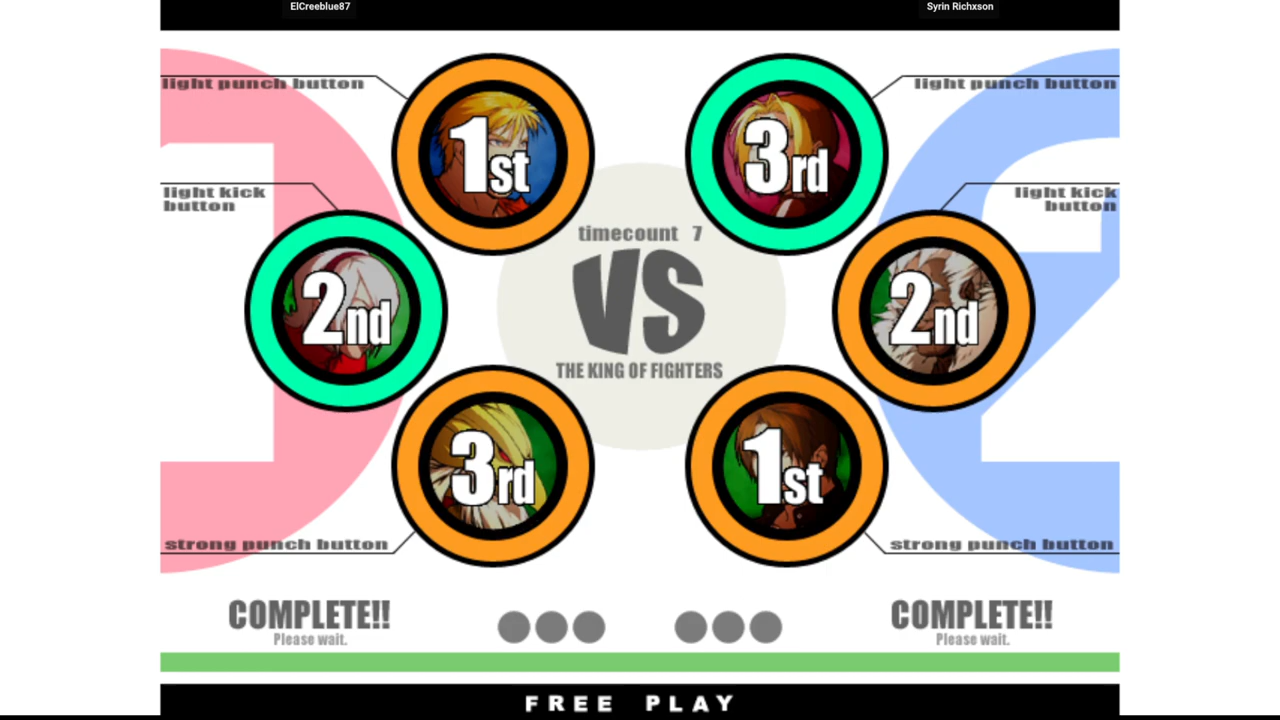 ElCreeblue87
Syrin Richxson
light punch button
light punch button
1st
3rd
light kick
button
light kick
button
timecount 7
VS
THE KING OF FIGHTERS
2nd
2nd
3rd
1st
strong punch button
strong punch button
COMPLETE!!
Please wait.
COMPLETE!!
Please wait.
FREE PLAY
1
2